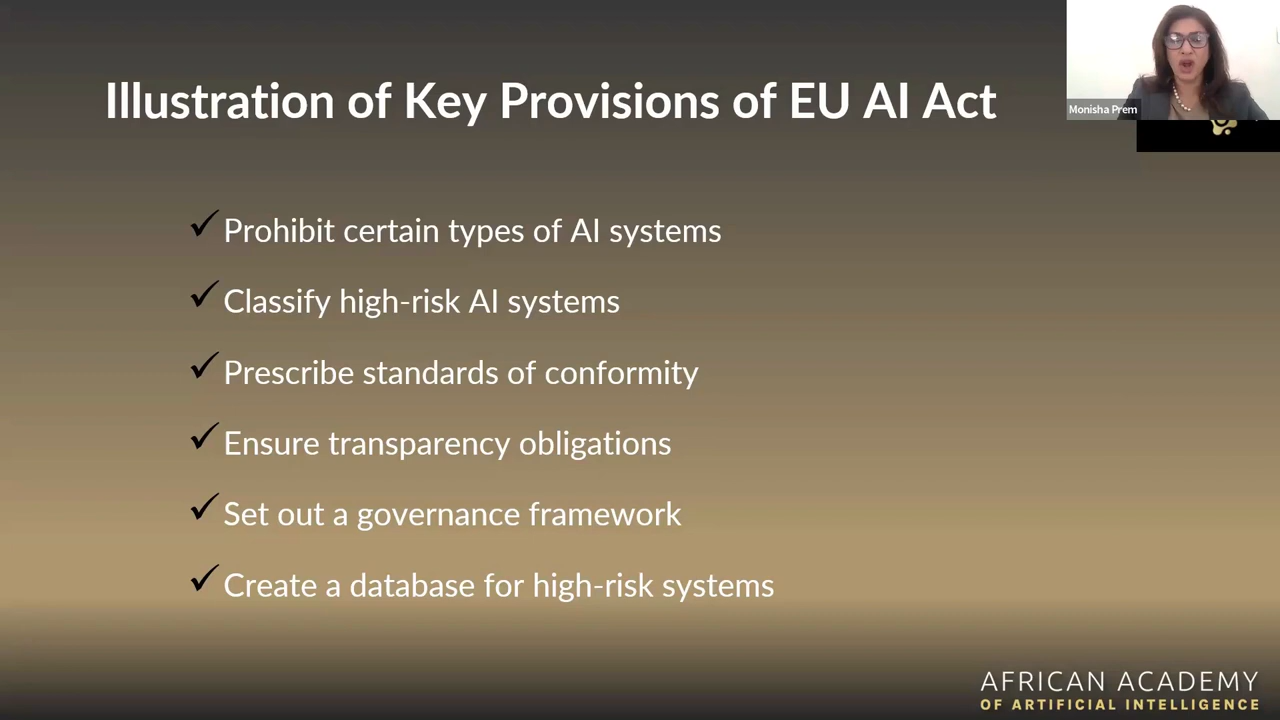 Illustration of Key Provisions of EU AI Act
Monisha Prem
✓ Prohibit certain types of AI systems
✓ Classify high-risk AI systems
✓ Prescribe standards of conformity
✓ Ensure transparency obligations
✓ Set out a governance framework
✓ Create a database for high-risk systems
AFRICAN ACADEMY
OF ARTIFICIAL INTELLIGENCE